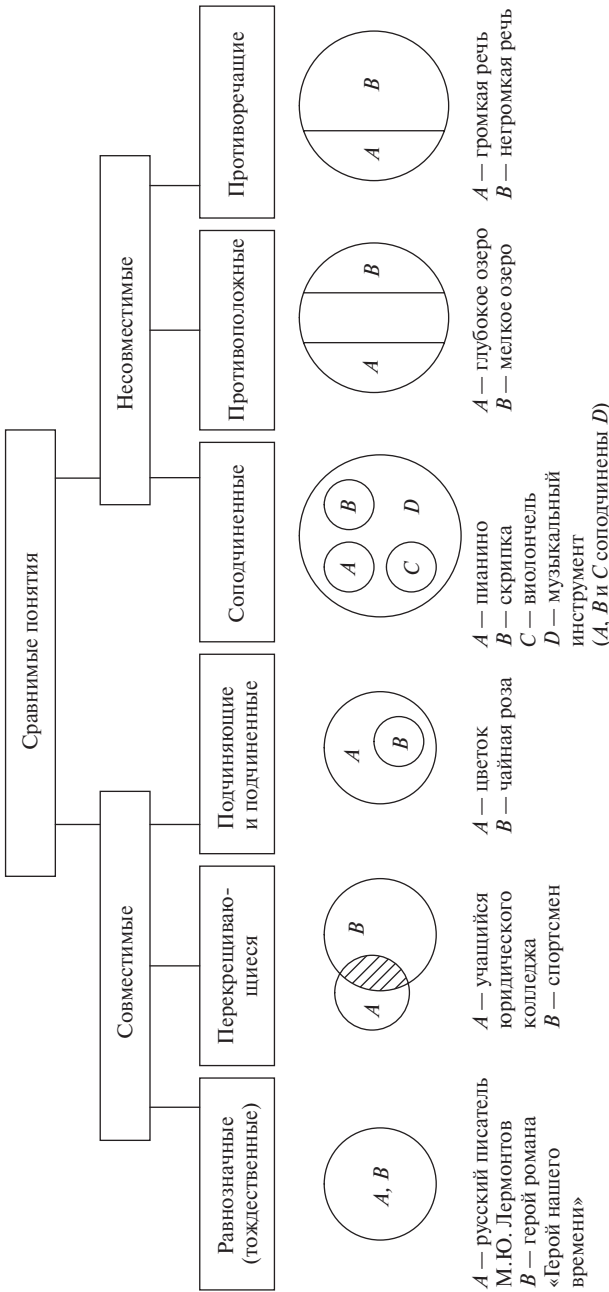 Сравнимые понятия
Совместимые
Несовместимые
Равнозначные
(тождественные)
Перекрещиваю-
щиеся
Подчиняющие
и подчиненные
Соподчиненные
Противоположные
Противоречащие
A, B
A
B
A
B
A
B
C
D
A
B
A
B
A — русский писатель
М.Ю. Лермонтов
B — герой романа
«Герой нашего
времени»
A — учащийся
юридического
колледжа
B — спортсмен
A — цветок
B — чайная роза
A — пианино
B — скрипка
C — виолончель
D — музыкальный
инструмент
(A, B и C соподчинены D)
A — глубокое озеро
B — мелкое озеро
A — громкая речь
B — негромкая речь